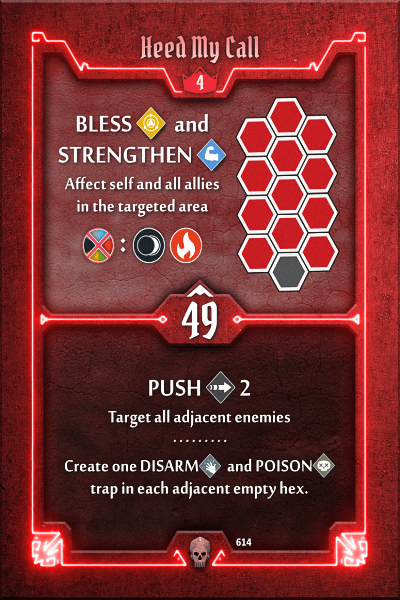 Heed My Call
4
BLESS and
STRENGTHEN
Affect self and all allies
in the targeted area
:
49
PUSH 2
Target all adjacent enemies
Create one DISARM and POISON
trap in each adjacent empty hex.
614